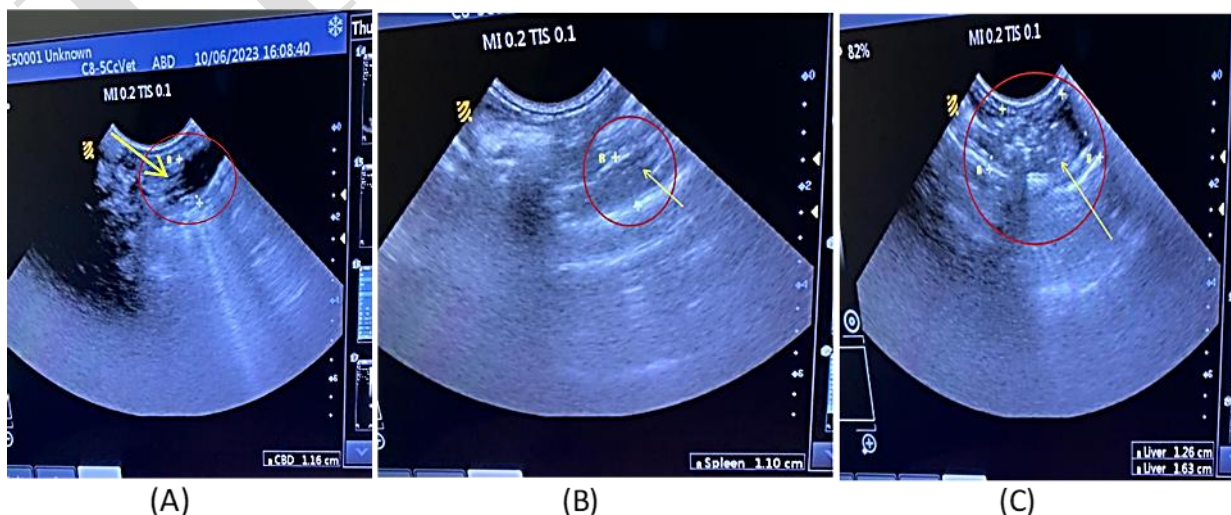 250001 Unknown
C8-5CcVet ABD 10/06/2023 16:08:40
Thu
MI 0.2 TIS 0.1
B
CBD 1.16 cm
MI 0.2 TIS 0.1
B
Spleen 1.10 cm
82%
MI 0.2 TIS 0.1
B
B
Liver 1.26 cm
Liver 1.63 cm
(A)
(B)
(C)